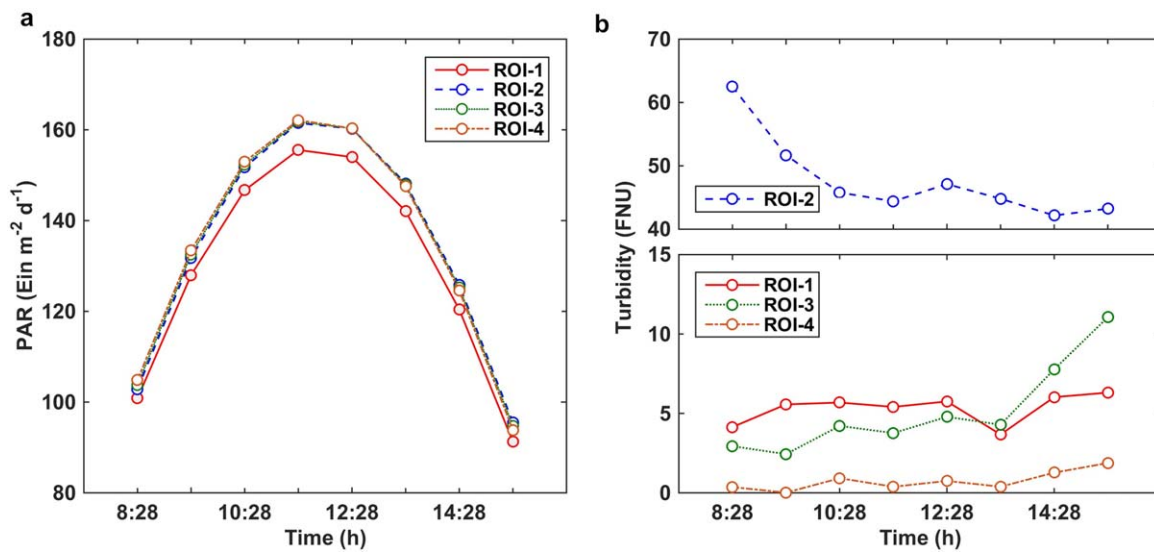 a
PAR (Ein m⁻² d⁻¹)
180
160
140
120
100
80
ROI-1
ROI-2
ROI-3
ROI-4
8:28
10:28
12:28
14:28
Time (h)
b
Turbidity (FNU)
70
60
50
40
ROI-2
15
10
5
0
ROI-1
ROI-3
ROI-4
8:28
10:28
12:28
14:28
Time (h)